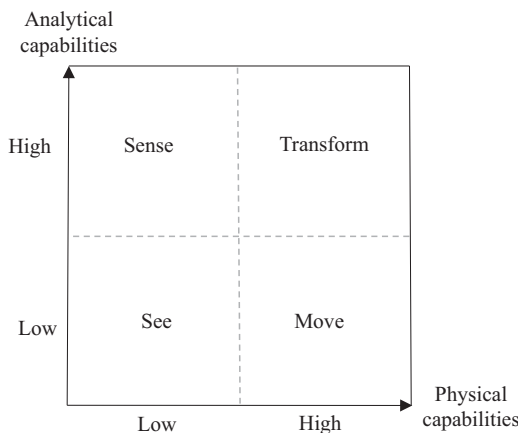 Analytical
capabilities
High
Sense
Transform
Low
See
Move
Physical
capabilities
Low
High